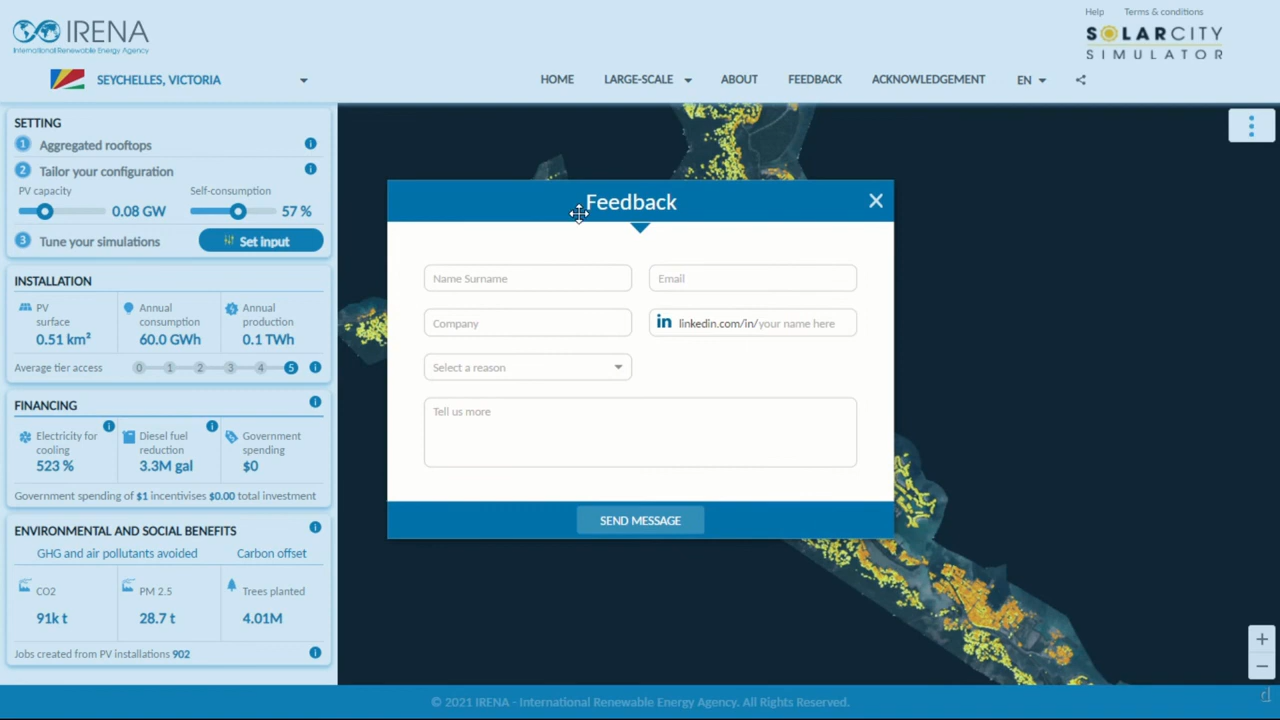 IRENA
International Renewable Energy Agency
Help Terms & conditions
SOLARCITY
SIMULATOR
SEYCHELLES, VICTORIA
HOME LARGE-SCALE ABOUT FEEDBACK ACKNOWLEDGEMENT EN
SETTING
1 Aggregated rooftops
2 Tailor your configuration
PV capacity Self-consumption
0.08 GW 57 %
3 Tune your simulations Set input
INSTALLATION
PV surface
0.51 km²
Annual consumption
60.0 GWh
Annual production
0.1 TWh
Average tier access 0 1 2 3 4 5
FINANCING
Electricity for cooling
523 %
Diesel fuel reduction
3.3M gal
Government spending
$0
Government spending of $1 incentivises $0.00 total investment
ENVIRONMENTAL AND SOCIAL BENEFITS
GHG and air pollutants avoided Carbon offset
CO2 PM 2.5 Trees planted
91k t 28.7 t 4.01M
Jobs created from PV installations 902
Feedback
Name Surname Email
Company linkedin.com/in/your name here
Select a reason
Tell us more
SEND MESSAGE
+
−
© 2021 IRENA - International Renewable Energy Agency. All Rights Reserved.
d